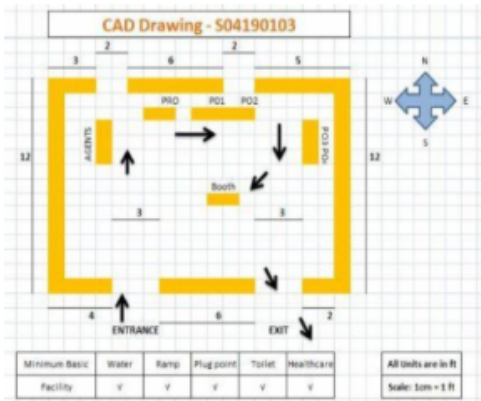 CAD Drawing - S04190103
2 2
3 6 5
N
W E
S
PRO PO1 PO2
AGENTS
PO3 PO4
12 12
Booth
3 3
4 6 2
ENTRANCE EXIT
Minimum Basic Water Ramp Plug point Toilet Healthcare
Facility √ √ √ √ √
All Units are in ft
Scale: 1cm = 1 ft